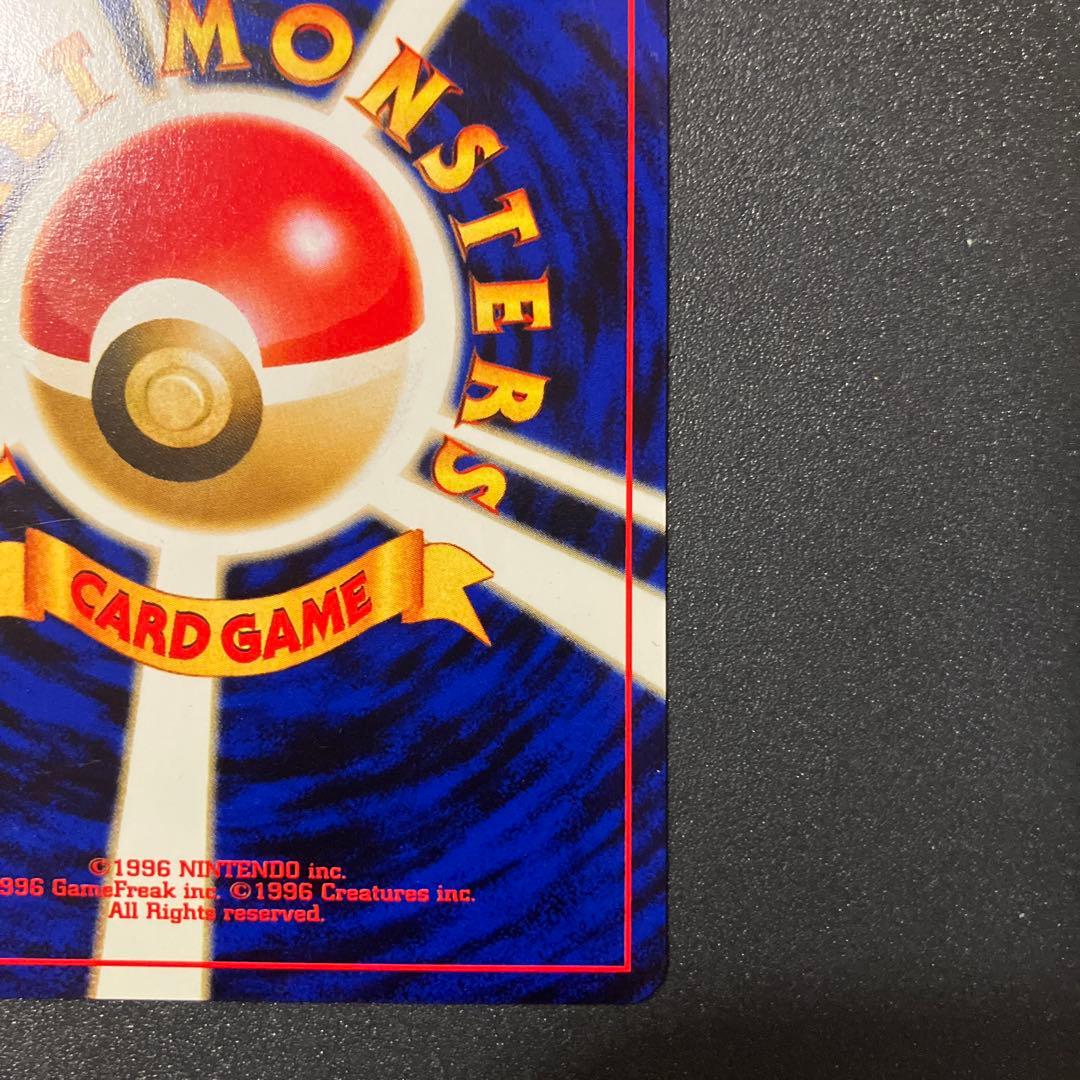 MONSTERS
CARD GAME
©1996 NINTENDO inc.
996 GameFreak inc. ©1996 Creatures inc.
All Rights reserved.